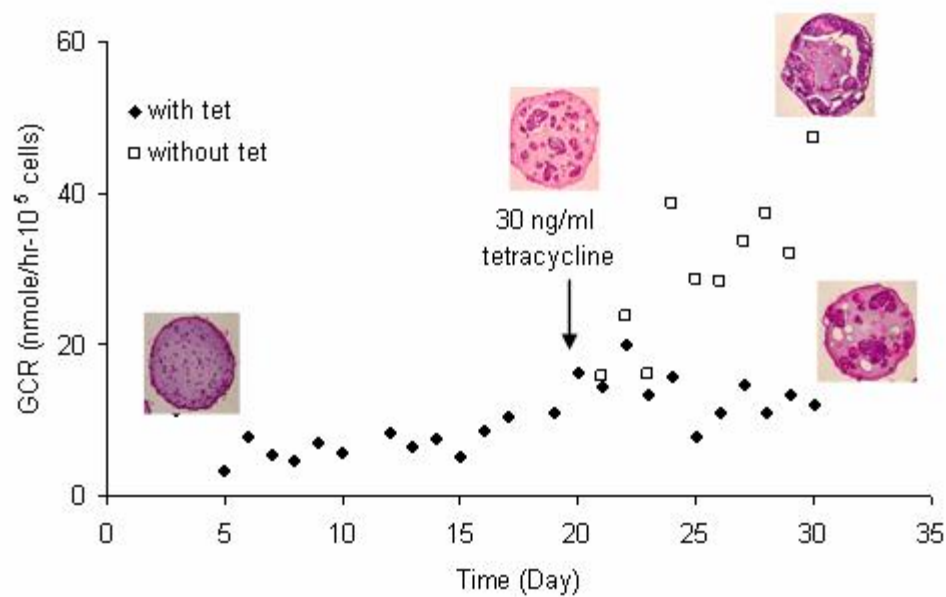 60
40
20
0
GCR (nmole/hr-10⁵ cells)
with tet
without tet
30 ng/ml
tetracycline
0 5 10 15 20 25 30 35
Time (Day)